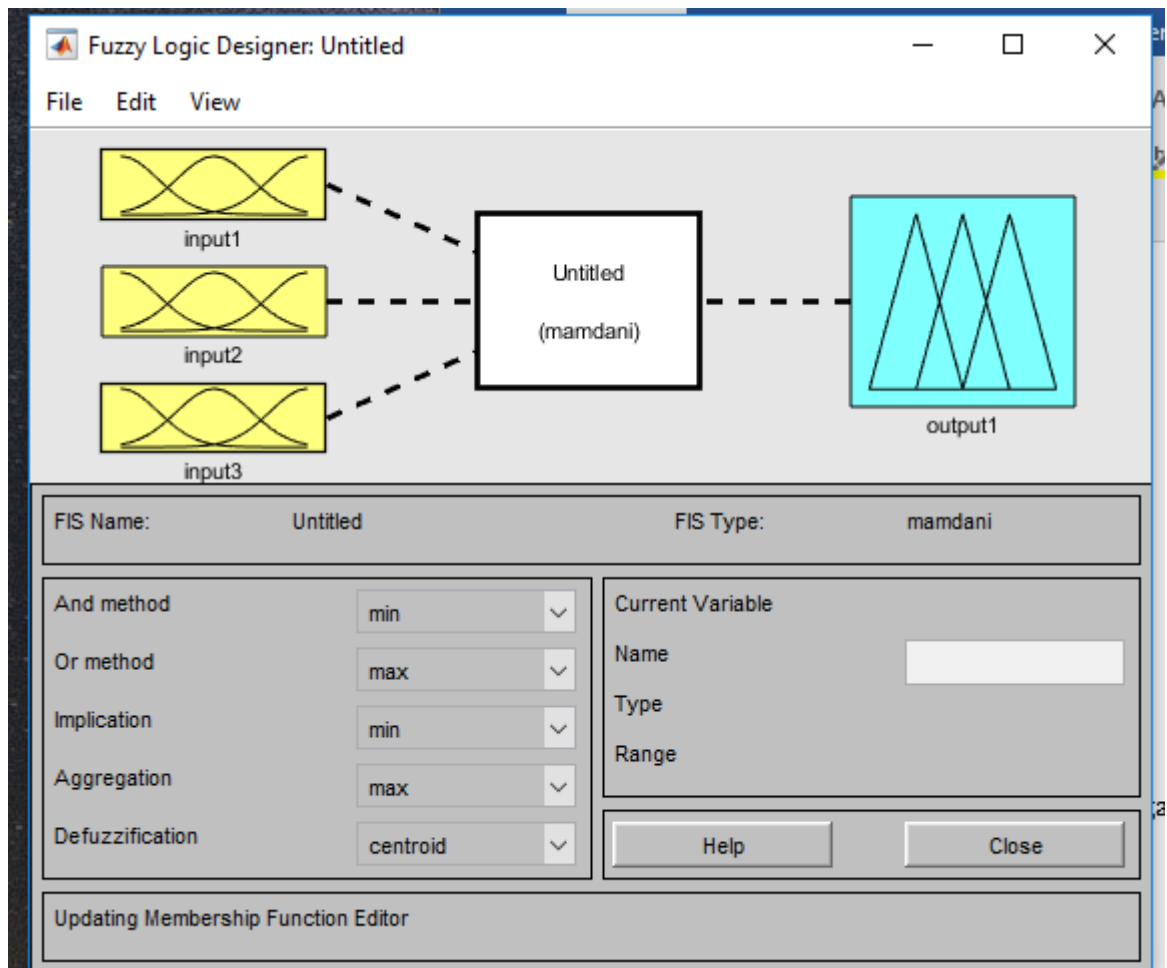 Fuzzy Logic Designer: Untitled
File Edit View
input1
input2
input3
Untitled
(mamdani)
output1
FIS Name: Untitled FIS Type: mamdani
And method min
Or method max
Implication min
Aggregation max
Defuzzification centroid
Current Variable
Name
Type
Range
Help Close
Updating Membership Function Editor